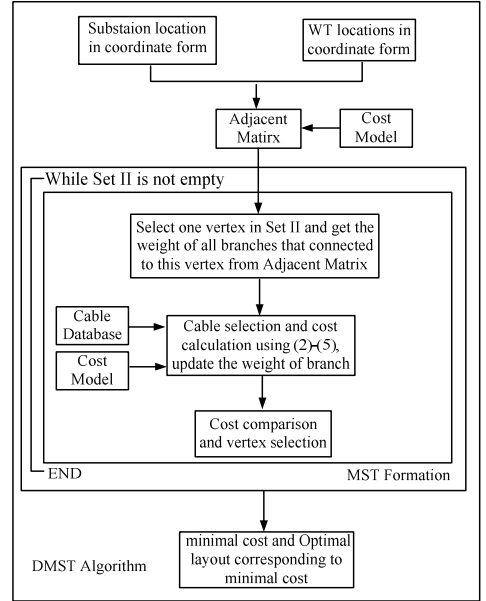 Substaion location
in coordinate form
WT locations in
coordinate form
Adjacent
Matirx
Cost
Model
While Set II is not empty
Select one vertex in Set II and get the
weight of all branches that connected
to this vertex from Adjacent Matrix
Cable
Database
Cable selection and cost
calculation using (2)-(5),
update the weight of branch
Cost
Model
Cost comparison
and vertex selection
END
MST Formation
minimal cost and Optimal
layout corresponding to
minimal cost
DMST Algorithm